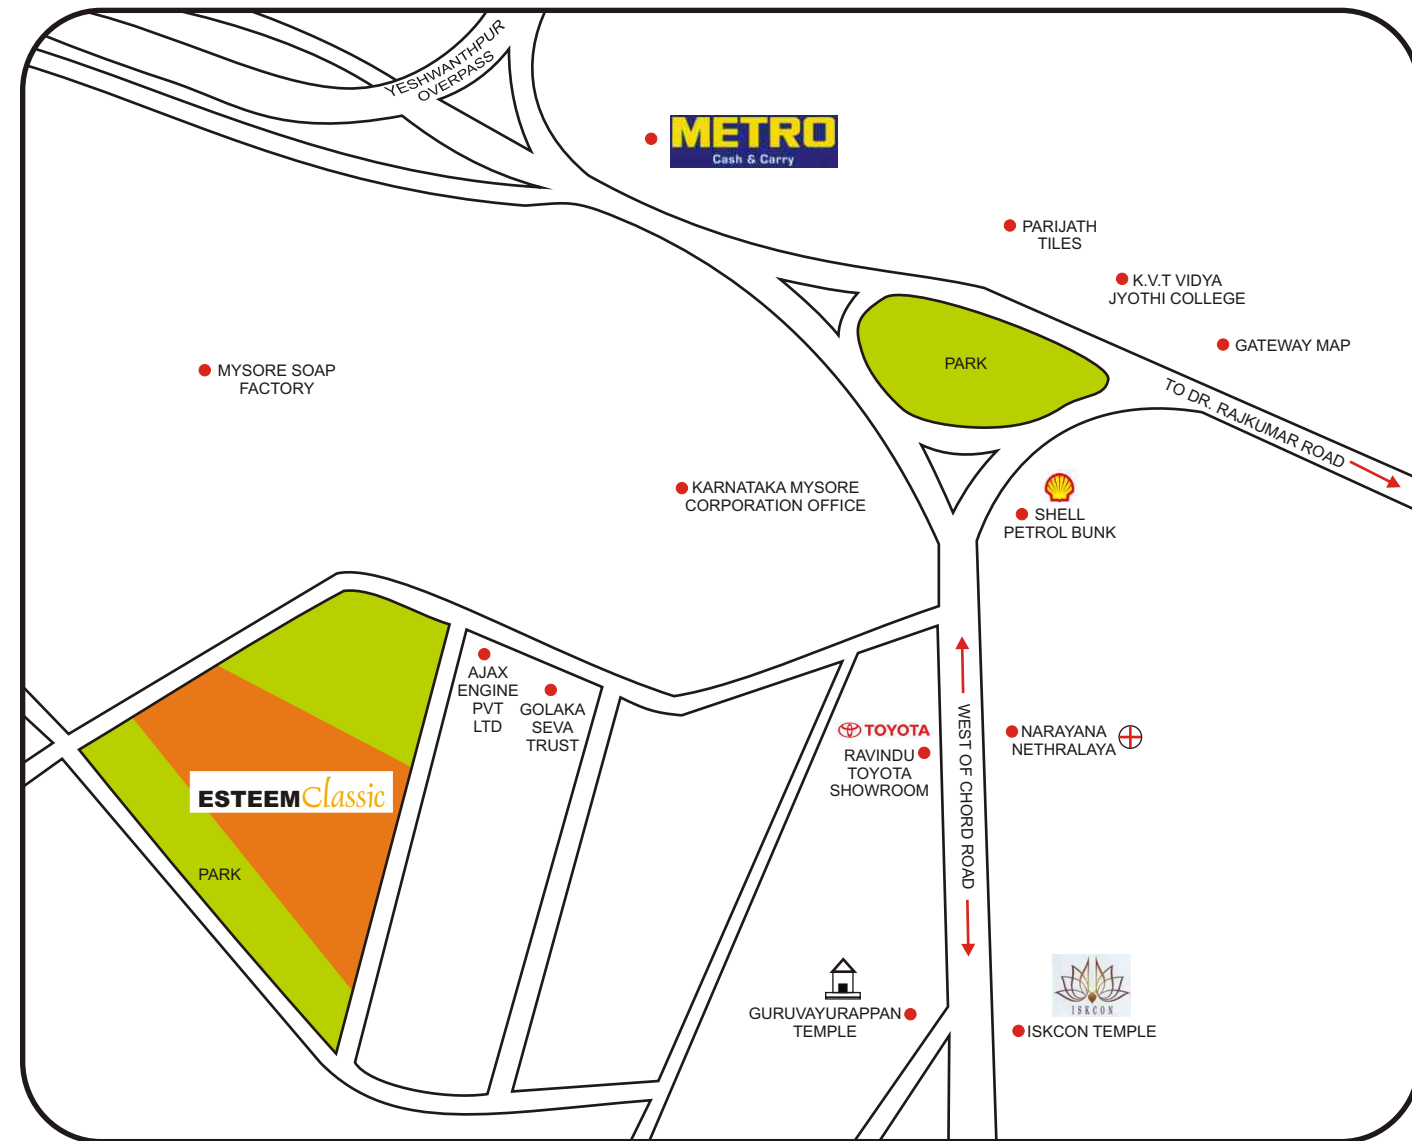 YESHWANTHPUR
OVERPASS
METRO
Cash & Carry
PARIJATH
TILES
K.V.T VIDYA
JYOTHI COLLEGE
GATEWAY MAP
PARK
TO DR. RAJKUMAR ROAD
MYSORE SOAP
FACTORY
KARNATAKA MYSORE
CORPORATION OFFICE
SHELL
PETROL BUNK
AJAX
ENGINE
PVT
LTD
GOLAKA
SEVA
TRUST
TOYOTA
RAVINDU
TOYOTA
SHOWROOM
WEST OF CHORD ROAD
NARAYANA
NETHRALAYA
ESTEEM Classic
PARK
GURUVAYURAPPAN
TEMPLE
ISKCON
ISKCON TEMPLE